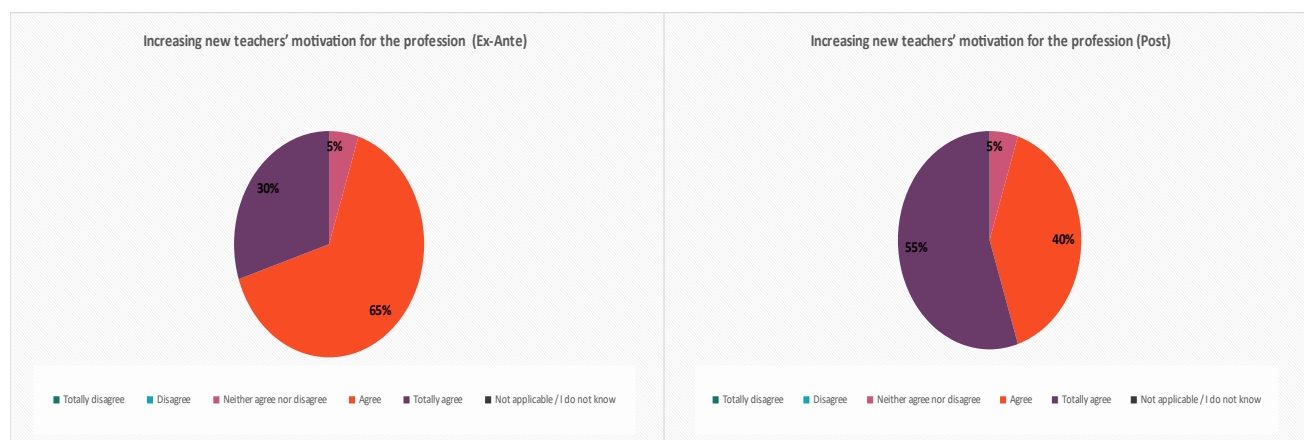 Increasing new teachers’ motivation for the profession (Ex-Ante)
5%
30%
65%
Totally disagree Disagree Neither agree nor disagree Agree Totally agree Not applicable / I do not know
Increasing new teachers’ motivation for the profession (Post)
5%
40%
55%
Totally disagree Disagree Neither agree nor disagree Agree Totally agree Not applicable / I do not know